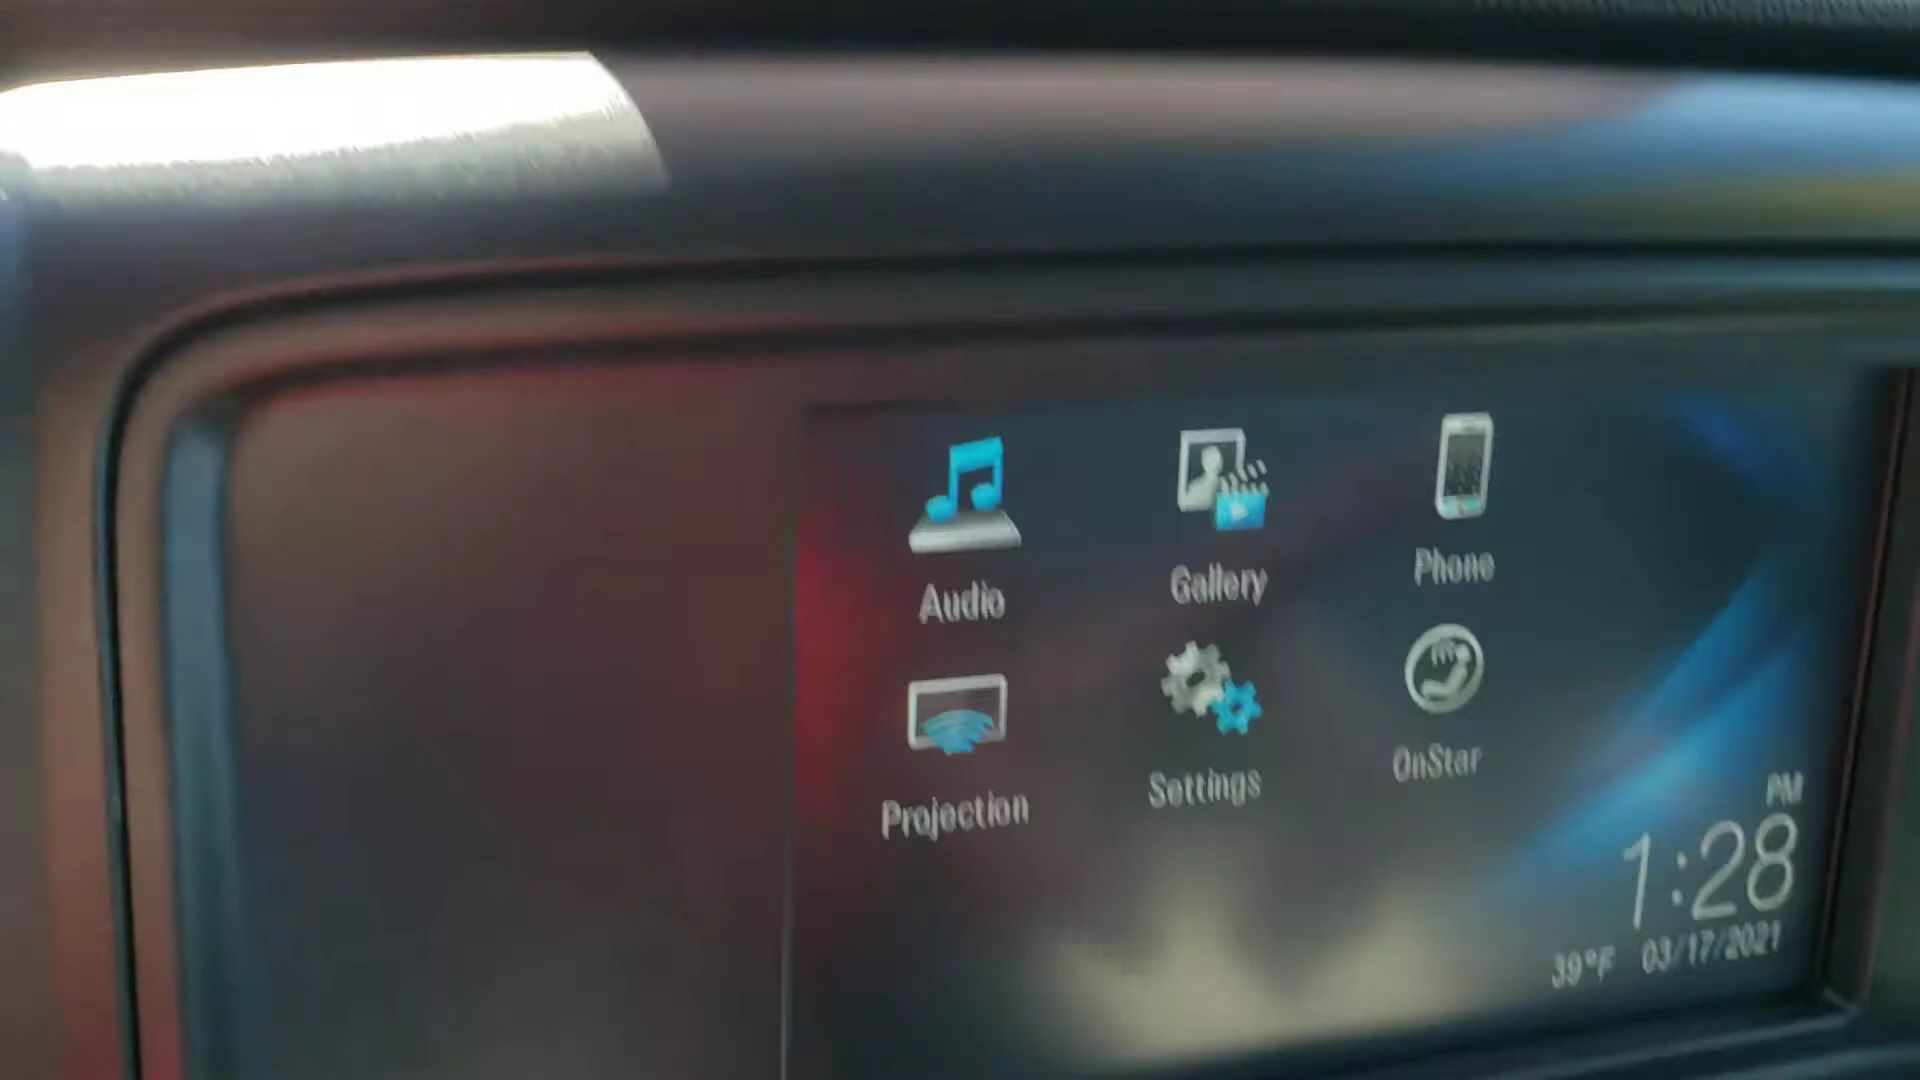 Audio
Gallery
Phone
Projection
Settings
OnStar
PM
1:28
39°F 03/17/2021